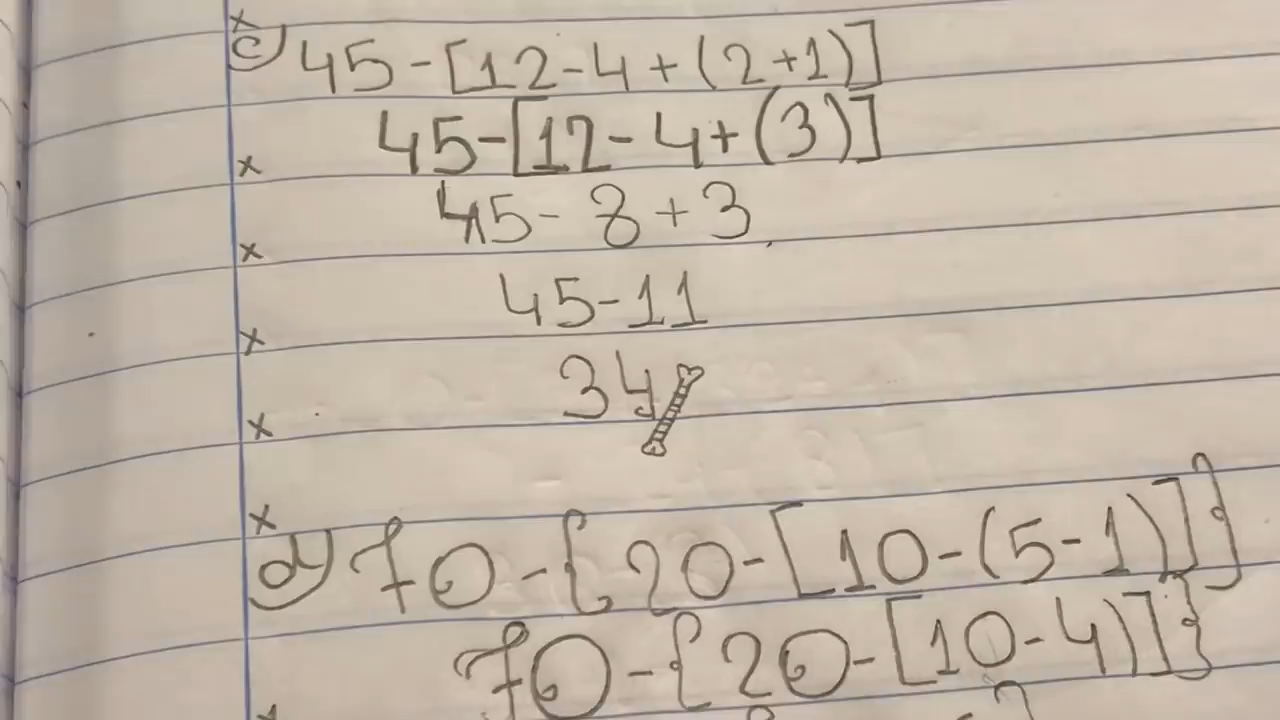 c) 45-[12-4+(2+1)]
45-[12-4+(3)]
45-8+3
45-11
34
d) 70-{20-[10-(5-1)]}
70-{20-[10-4)]}